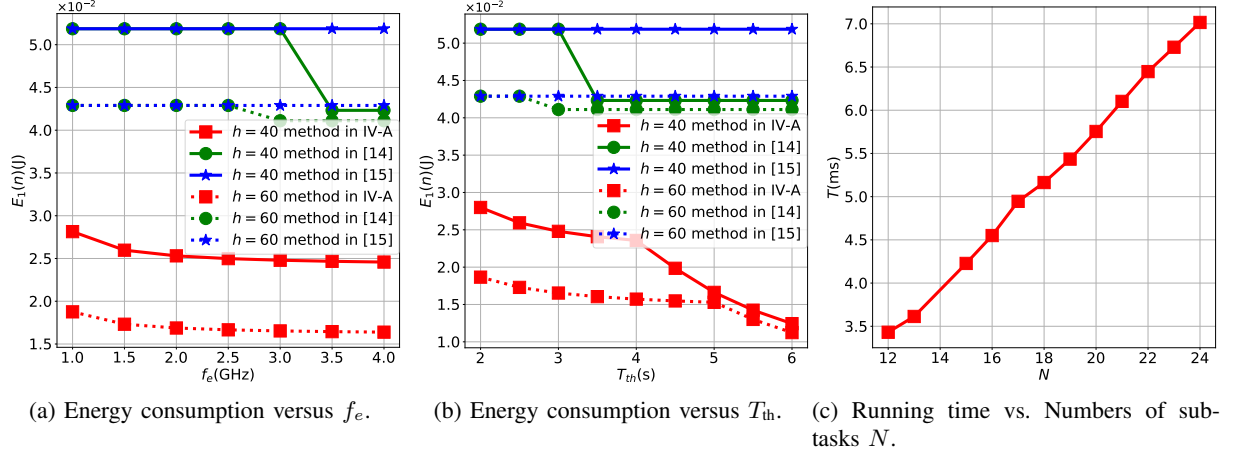 ×10⁻²
5.0
4.5
4.0
3.5
3.0
2.5
2.0
1.5
E₁(n)(J)
h = 40 method in IV-A
h = 40 method in [14]
h = 40 method in [15]
h = 60 method in IV-A
h = 60 method in [14]
h = 60 method in [15]
1.0 1.5 2.0 2.5 3.0 3.5 4.0
fₑ(GHz)
(a) Energy consumption versus fₑ.
×10⁻²
5.0
4.5
4.0
3.5
3.0
2.5
2.0
1.5
1.0
E₁(n)(J)
h = 40 method in IV-A
h = 40 method in [14]
h = 40 method in [15]
h = 60 method in IV-A
h = 60 method in [14]
h = 60 method in [15]
2 3 4 5 6
Tₜₕ(s)
(b) Energy consumption versus Tₜₕ.
7.0
6.5
6.0
5.5
5.0
4.5
4.0
3.5
T(ms)
12 14 16 18 20 22 24
N
(c) Running time vs. Numbers of sub-
tasks N.